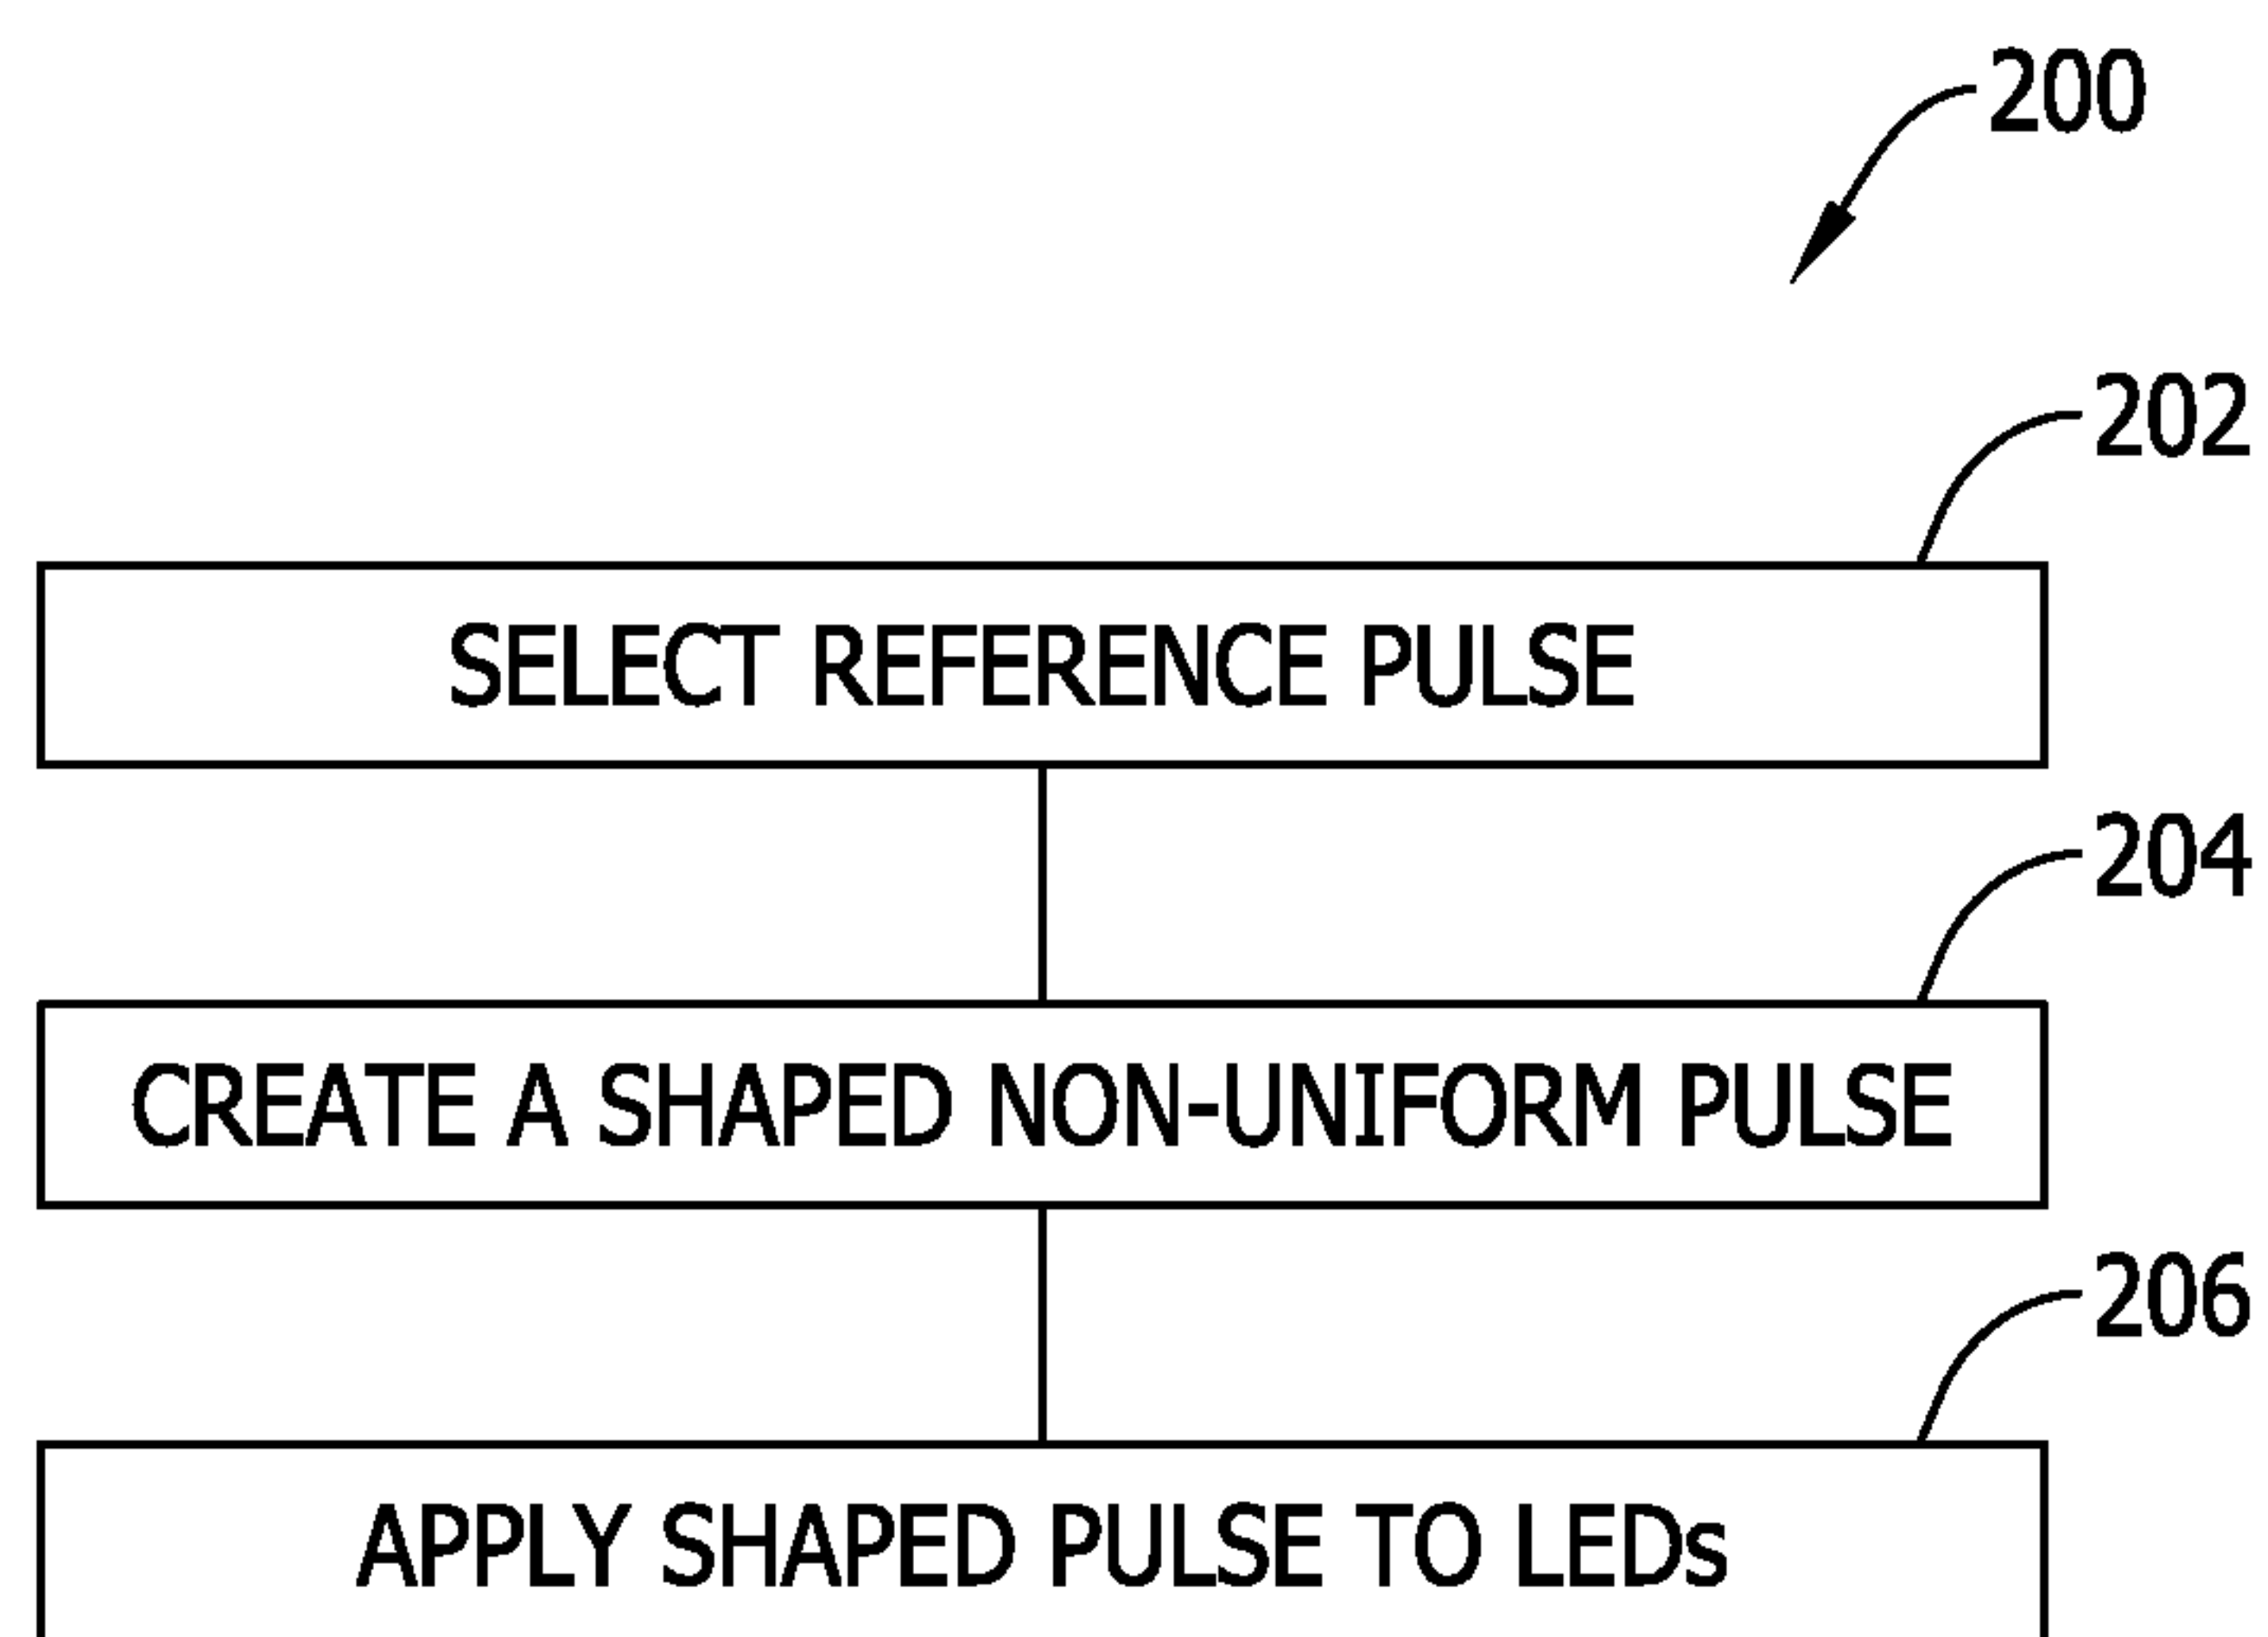 200
202
SELECT REFERENCE PULSE
204
CREATE A SHAPED NON-UNIFORM PULSE
206
APPLY SHAPED PULSE TO LEDs